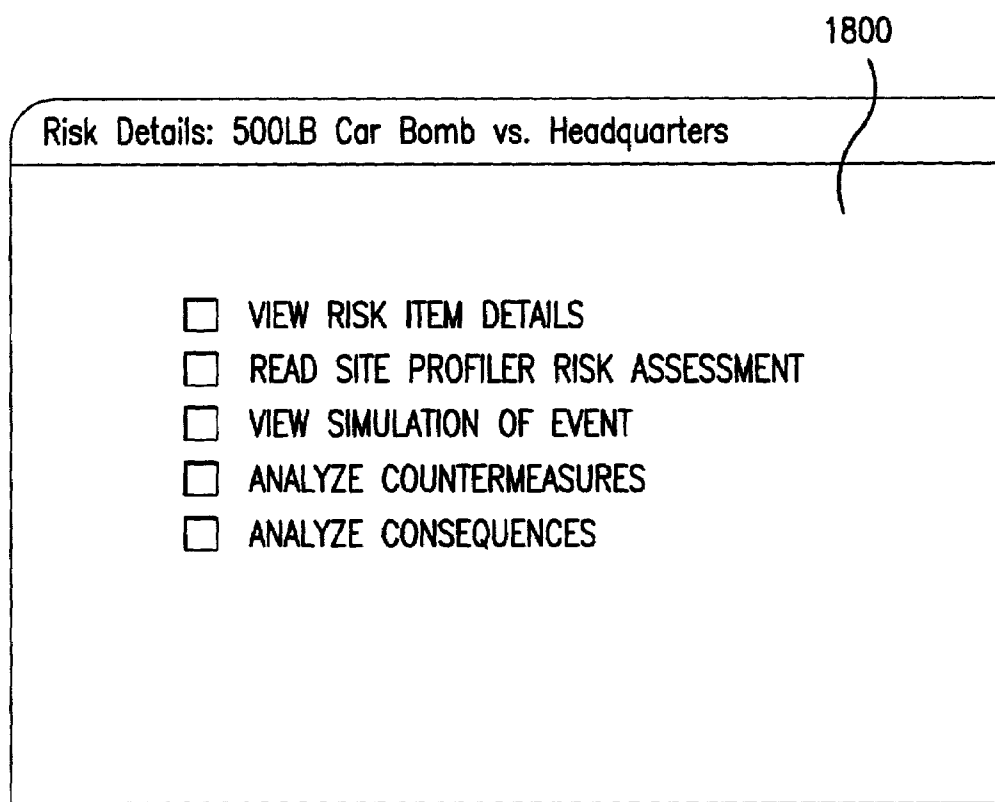 1800
Risk Details: 500LB Car Bomb vs. Headquarters
VIEW RISK ITEM DETAILS
READ SITE PROFILER RISK ASSESSMENT
VIEW SIMULATION OF EVENT
ANALYZE COUNTERMEASURES
ANALYZE CONSEQUENCES